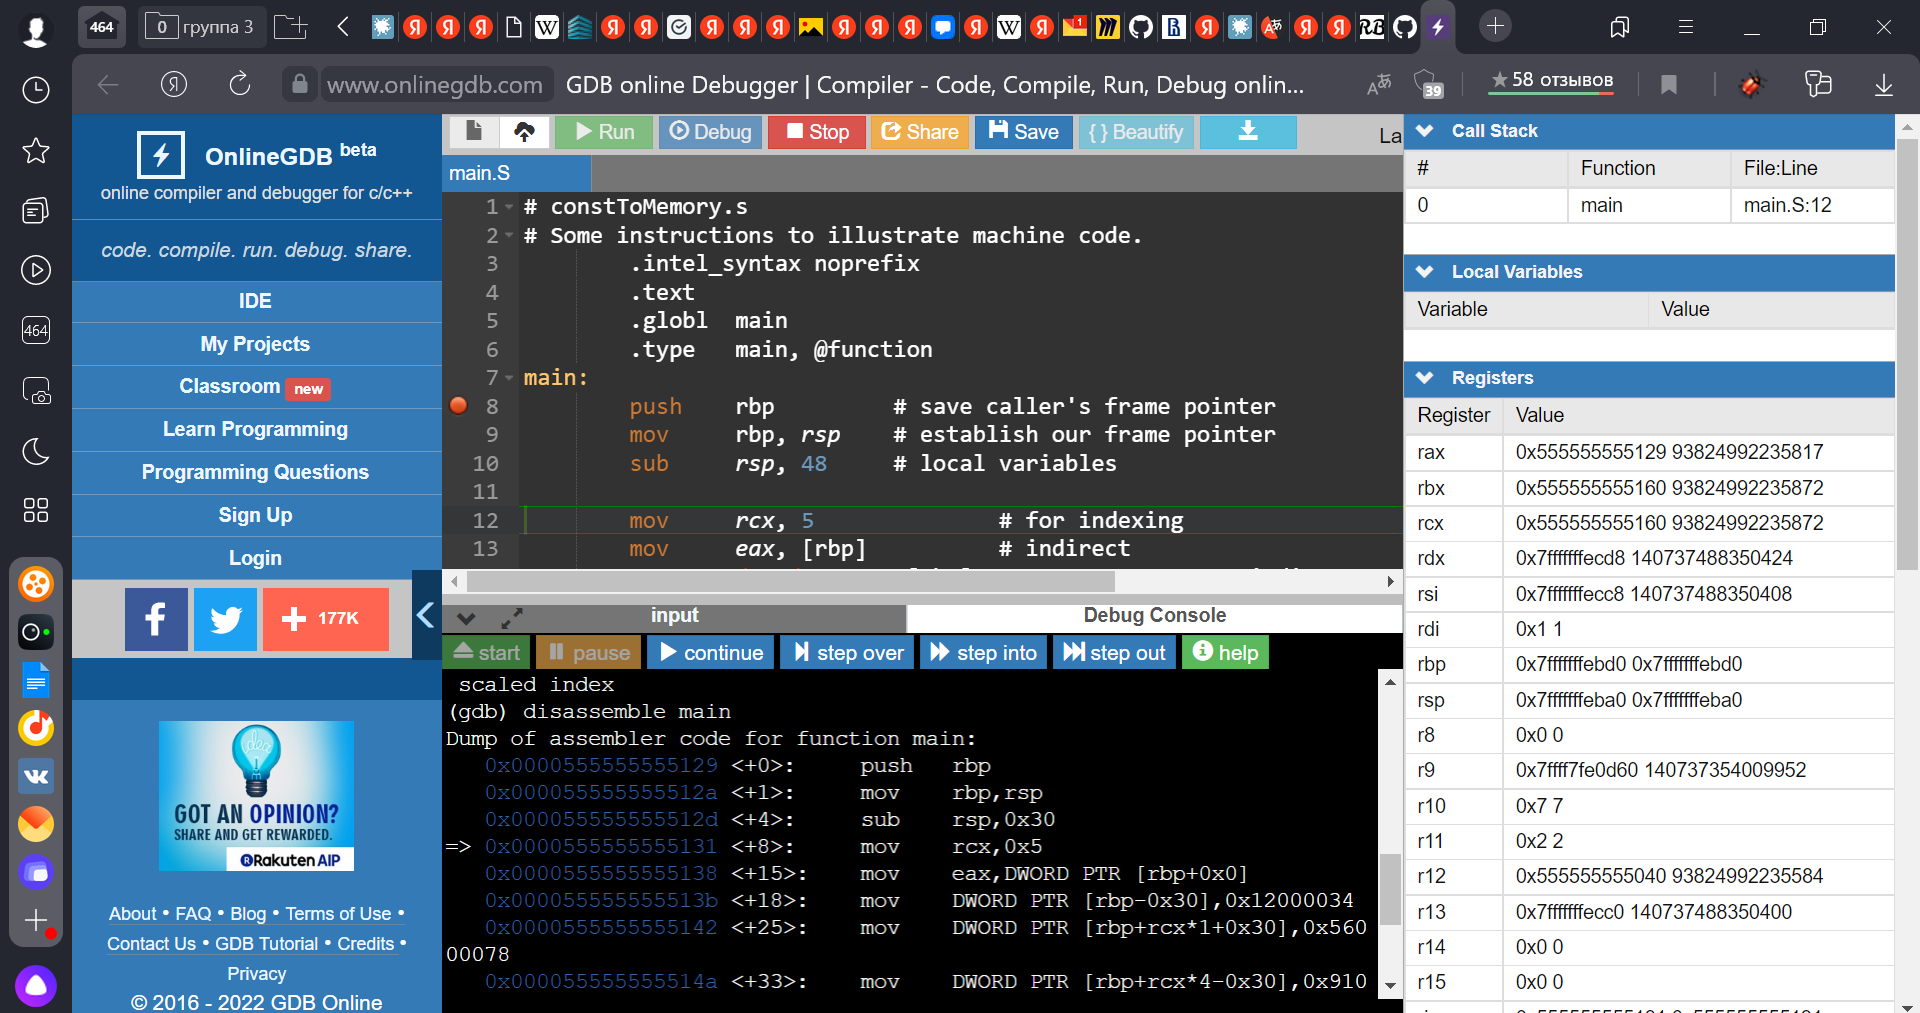 464
0 группа 3
1
www.onlinegdb.com GDB online Debugger | Compiler - Code, Compile, Run, Debug onlin...
39
★ 58 отзывов
464
OnlineGDB beta
online compiler and debugger for c/c++
code. compile. run. debug. share.
IDE
My Projects
Classroom new
Learn Programming
Programming Questions
Sign Up
Login
177K
GOT AN OPINION?
SHARE AND GET REWARDED.
Rakuten AIP
About • FAQ • Blog • Terms of Use •
Contact Us • GDB Tutorial • Credits •
Privacy
© 2016 - 2022 GDB Online
Run Debug Stop Share Save { } Beautify La
main.S
1 # constToMemory.s
2 # Some instructions to illustrate machine code.
3 .intel_syntax noprefix
4 .text
5 .globl main
6 .type main, @function
7 main:
8 push rbp # save caller's frame pointer
9 mov rbp, rsp # establish our frame pointer
10 sub rsp, 48 # local variables
11
12 mov rcx, 5 # for indexing
13 mov eax, [rbp] # indirect
input Debug Console
start pause continue step over step into step out help
scaled index
(gdb) disassemble main
Dump of assembler code for function main:
0x0000555555555129 <+0>: push rbp
0x000055555555512a <+1>: mov rbp,rsp
0x000055555555512d <+4>: sub rsp,0x30
=> 0x0000555555555131 <+8>: mov rcx,0x5
0x0000555555555138 <+15>: mov eax,DWORD PTR [rbp+0x0]
0x000055555555513b <+18>: mov DWORD PTR [rbp-0x30],0x12000034
0x0000555555555142 <+25>: mov DWORD PTR [rbp+rcx*1+0x30],0x560
00078
0x000055555555514a <+33>: mov DWORD PTR [rbp+rcx*4-0x30],0x910
Call Stack
# Function File:Line
0 main main.S:12
Local Variables
Variable Value
Registers
Register Value
rax 0x555555555129 93824992235817
rbx 0x555555555160 93824992235872
rcx 0x555555555160 93824992235872
rdx 0x7fffffffecd8 140737488350424
rsi 0x7fffffffecc8 140737488350408
rdi 0x1 1
rbp 0x7fffffffebd0 0x7fffffffebd0
rsp 0x7fffffffeba0 0x7fffffffeba0
r8 0x0 0
r9 0x7ffff7fe0d60 140737354009952
r10 0x7 7
r11 0x2 2
r12 0x555555555040 93824992235584
r13 0x7fffffffecc0 140737488350400
r14 0x0 0
r15 0x0 0